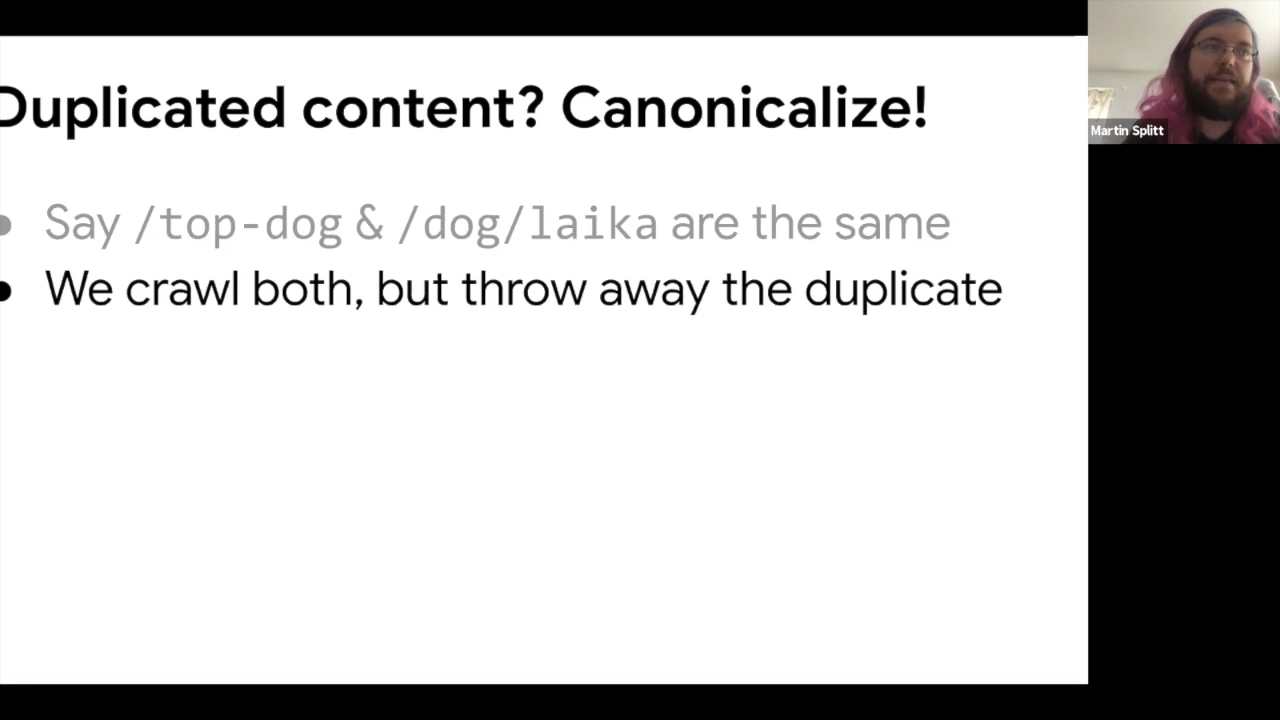 Duplicated content? Canonicalize!
Say /top-dog & /dog/laika are the same
We crawl both, but throw away the duplicate
Martin Splitt